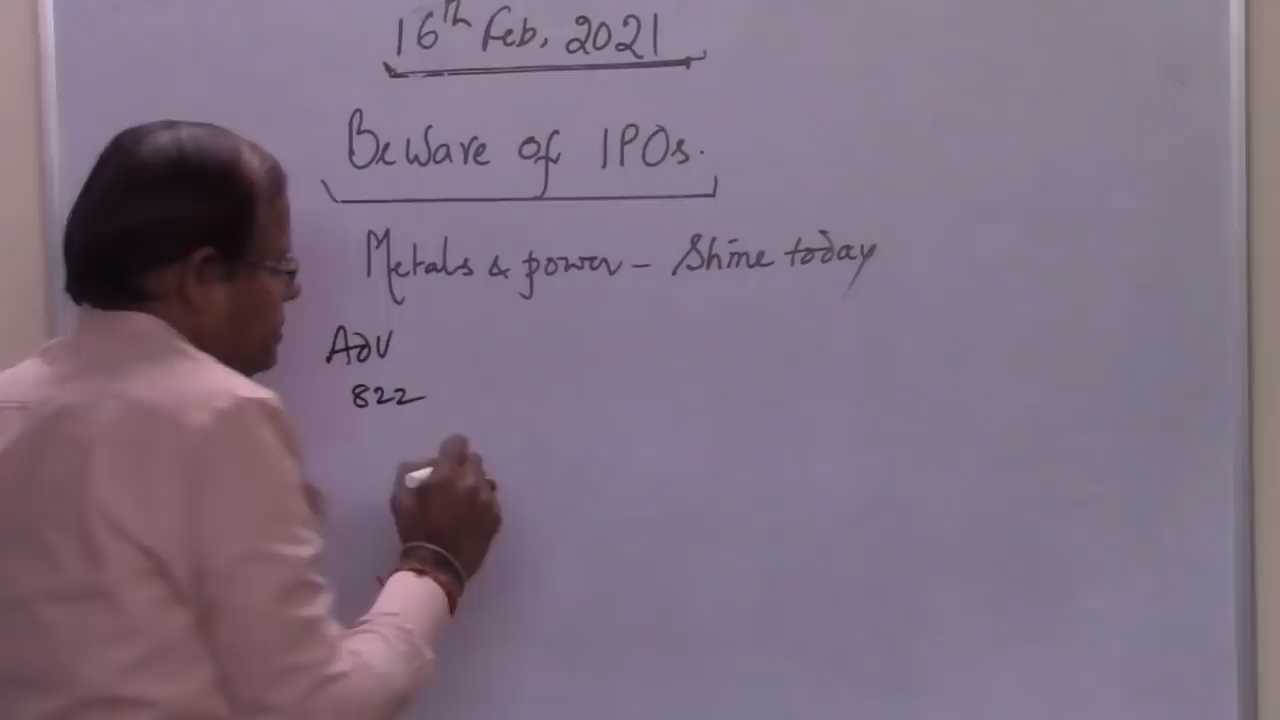 16th Feb, 2021
Beware of IPOs.
Metals & power - Shine today
Adv
822